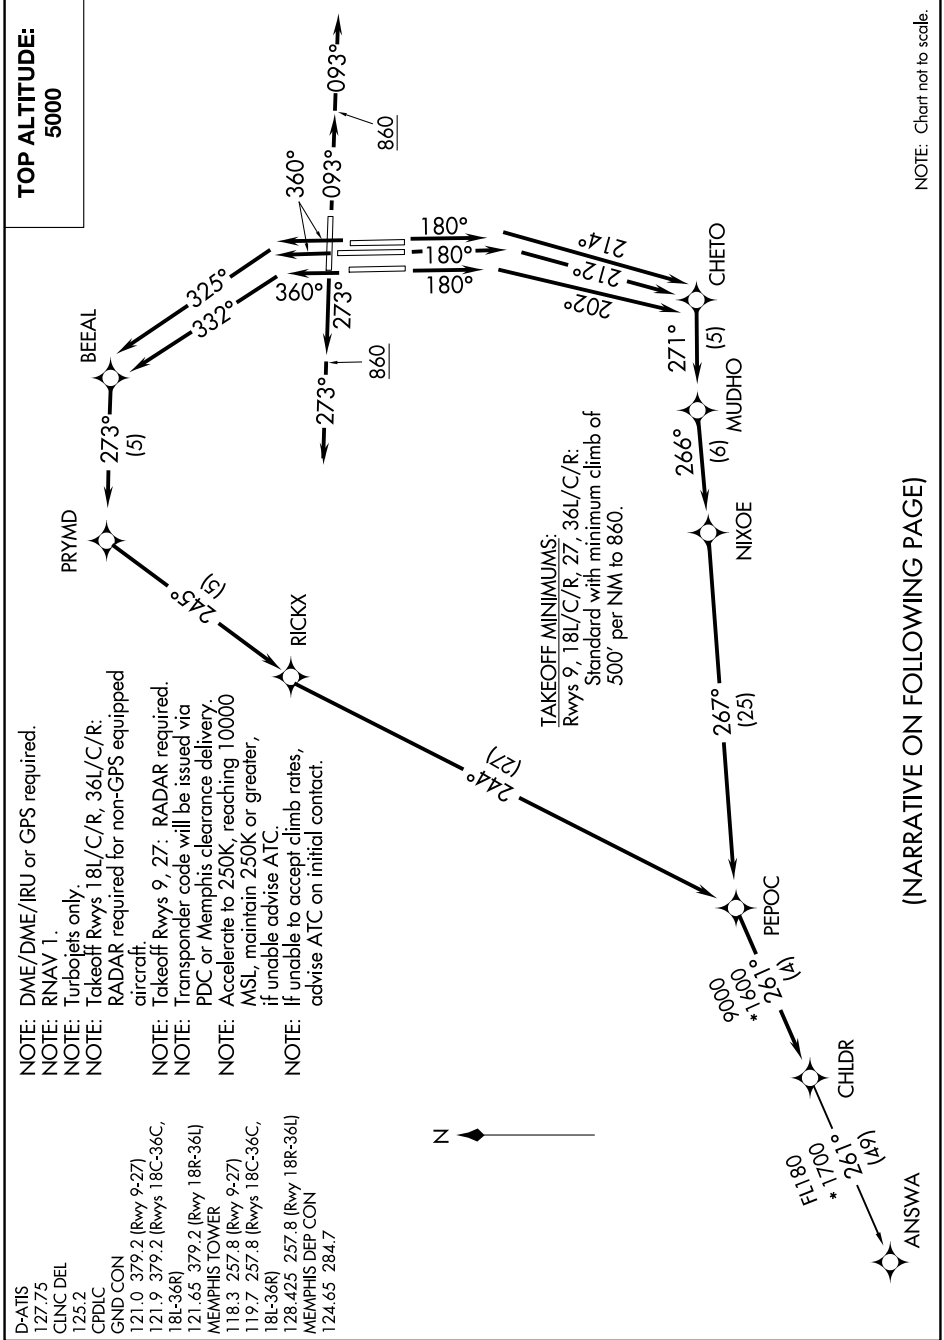 TOP ALTITUDE:
5000
D-ATIS
127.75
CLNC DEL
125.2
CPDLC
GND CON
121.0 379.2 (Rwy 9-27)
121.9 379.2 (Rwys 18C-36C,
18L-36R)
121.65 379.2 (Rwy 18R-36L)
MEMPHIS TOWER
118.3 257.8 (Rwy 9-27)
119.7 257.8 (Rwys 18C-36C,
18L-36R)
128.425 257.8 (Rwy 18R-36L)
MEMPHIS DEP CON
124.65 284.7
NOTE: DME/DME/IRU or GPS required.
NOTE: RNAV 1.
NOTE: Turbojets only.
NOTE: Takeoff Rwys 18L/C/R, 36L/C/R:
RADAR required for non-GPS equipped
aircraft.
NOTE: Takeoff Rwys 9, 27: RADAR required.
NOTE: Transponder code will be issued via
PDC or Memphis clearance delivery.
NOTE: Accelerate to 250K, reaching 10000
MSL, maintain 250K or greater,
if unable advise ATC.
NOTE: If unable to accept climb rates,
advise ATC on initial contact.
BEEAL
325°
332°
273°
(5)
PRYMD
245°
(5)
RICKX
244°
(27)
360°
360°
093°
093°
860
273°
273°
860
180°
180°
180°
214°
212°
202°
CHETO
271°
(5)
MUDHO
266°
(6)
NIXOE
267°
(25)
PEPOC
9000
*1600
261°
(4)
CHLDR
FL180
*1700
261°
(49)
ANSWA
N
TAKEOFF MINIMUMS:
Rwys 9, 18L/C/R, 27, 36L/C/R:
Standard with minimum climb of
500' per NM to 860.
(NARRATIVE ON FOLLOWING PAGE)
NOTE: Chart not to scale.